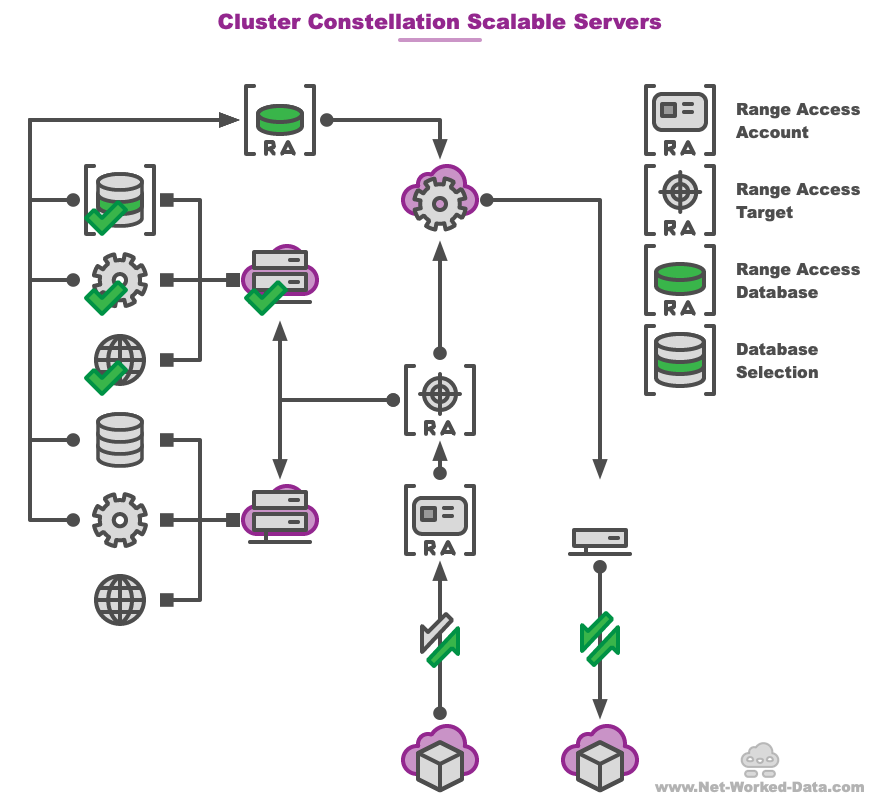 Cluster Constellation Scalable Servers
RA
Range Access
Account
RA
Range Access
Target
RA
Range Access
Database
RA
Database
Selection
RA
RA
www.Net-Worked-Data.com